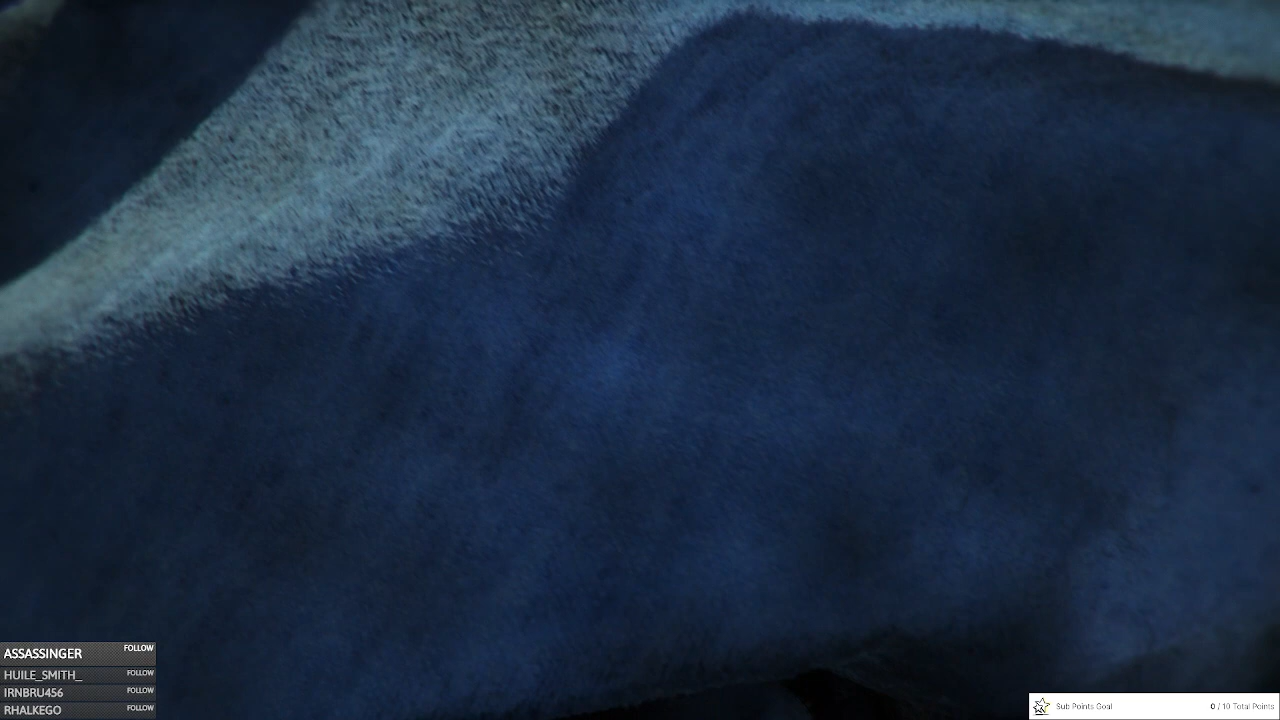 ASSASSINGER FOLLOW
HUILE_SMITH_ FOLLOW
IRNBRU456 FOLLOW
RHALKEGO FOLLOW
Sub Points Goal 0 / 10 Total Points